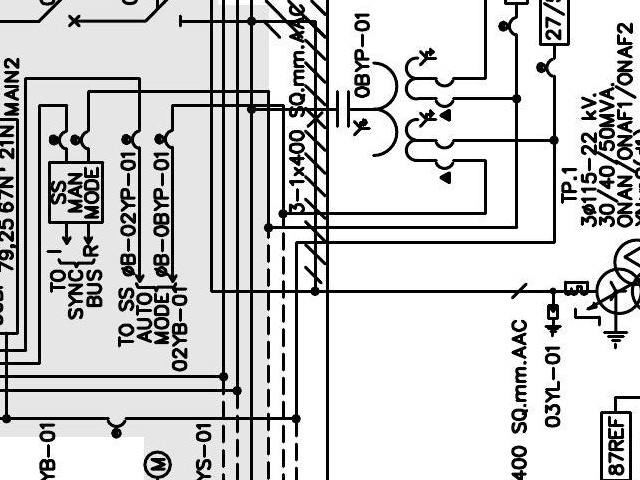 MAIN2
79,25 67N' 21N
SS
MAN
MODE
TO
SYNC
BUS
I
R
ØB-02YP-01
ØB-0BYP-01
TO SS
AUTO
MODE
02YB-01
YB-01
M
YS-01
3-1x400 SQ.mm.AAC
0BYP-01
27/
TP.1
3Ø115-22 kV.
30/40/50MVA.
ONAN/ONAF1/ONAF2
400 SQ.mm.AAC
03YL-01
87REF